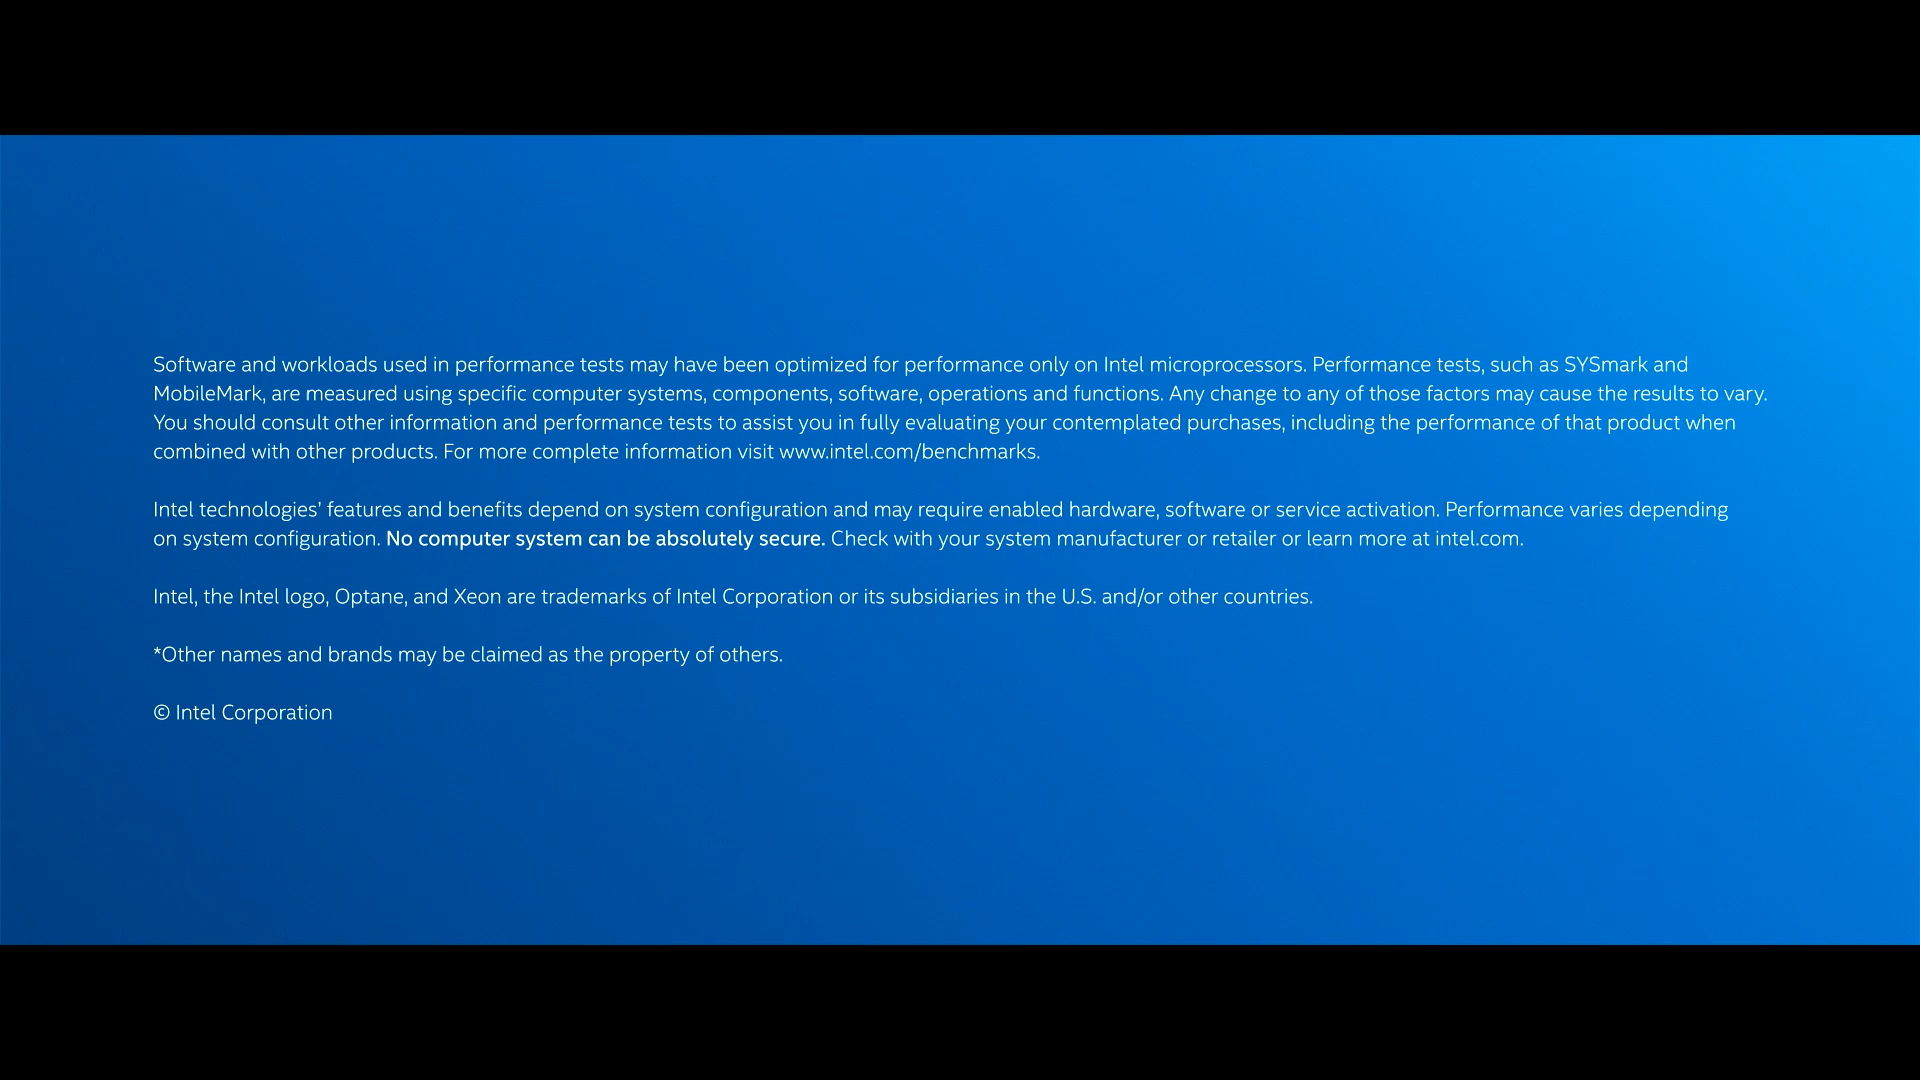 Software and workloads used in performance tests may have been optimized for performance only on Intel microprocessors. Performance tests, such as SYSmark and
MobileMark, are measured using specific computer systems, components, software, operations and functions. Any change to any of those factors may cause the results to vary.
You should consult other information and performance tests to assist you in fully evaluating your contemplated purchases, including the performance of that product when
combined with other products. For more complete information visit www.intel.com/benchmarks.
Intel technologies’ features and benefits depend on system configuration and may require enabled hardware, software or service activation. Performance varies depending
on system configuration. No computer system can be absolutely secure. Check with your system manufacturer or retailer or learn more at intel.com.
Intel, the Intel logo, Optane, and Xeon are trademarks of Intel Corporation or its subsidiaries in the U.S. and/or other countries.
*Other names and brands may be claimed as the property of others.
© Intel Corporation